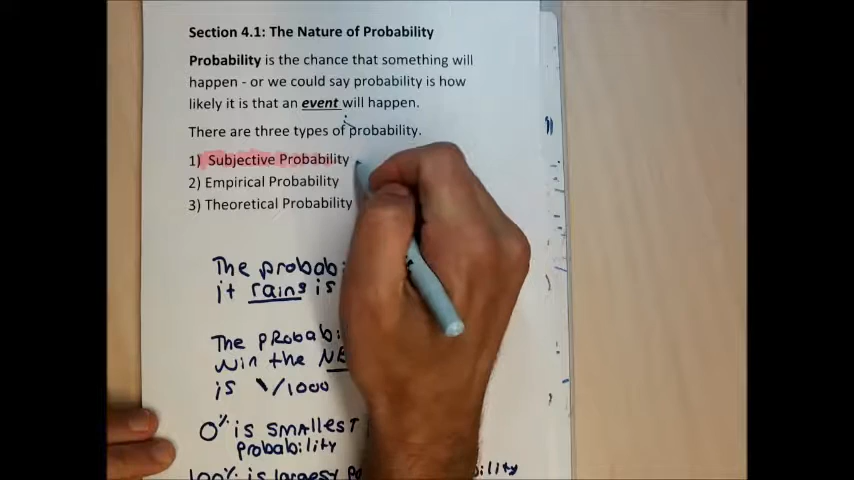 Section 4.1: The Nature of Probability
Probability is the chance that something will
happen - or we could say probability is how
likely it is that an event will happen.
There are three types of probability.
1) Subjective Probability
2) Empirical Probability
3) Theoretical Probability
The probab
it rains is
The PRobabi
win the
is 1/1000
0% is smallest
probability
100% is largest